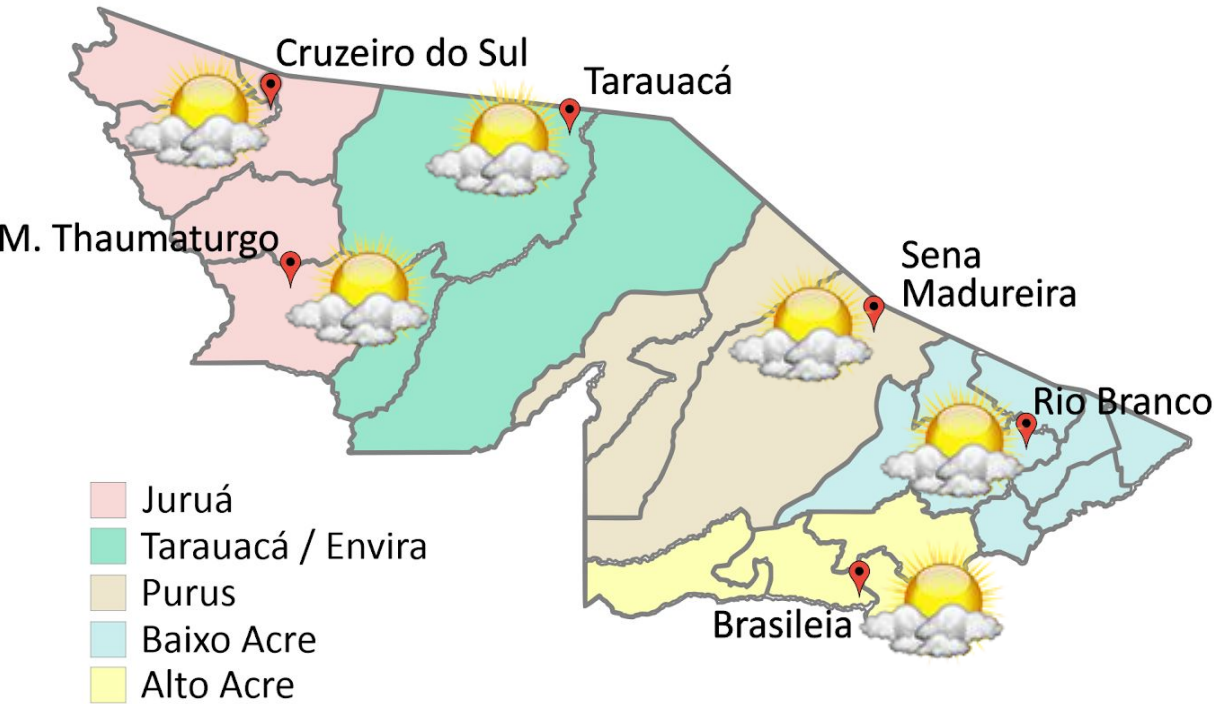 Cruzeiro do Sul
Tarauacá
M. Thaumaturgo
Sena
Madureira
Rio Branco
Brasileia
Juruá
Tarauacá / Envira
Purus
Baixo Acre
Alto Acre